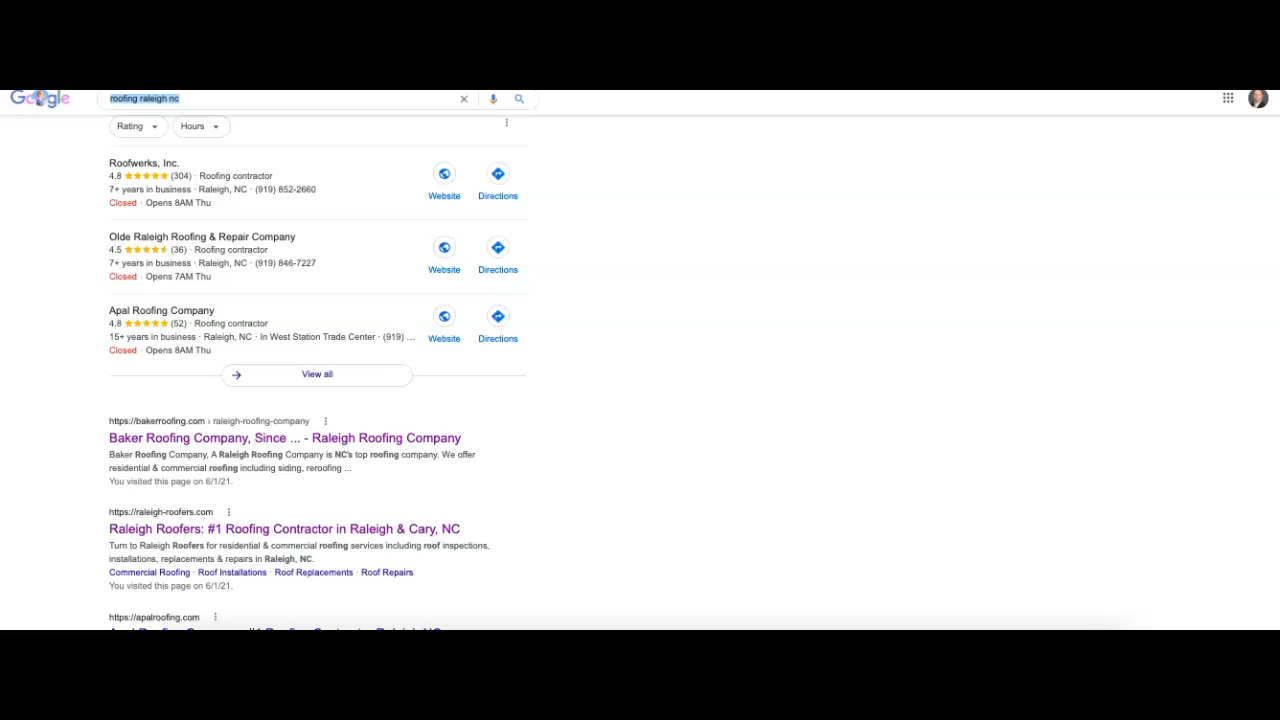 Google
roofing raleigh nc
Rating
Hours
Roofwerks, Inc.
4.8 (304) · Roofing contractor
7+ years in business · Raleigh, NC · (919) 852-2660
Closed · Opens 8AM Thu
Website
Directions
Olde Raleigh Roofing & Repair Company
4.5 (36) · Roofing contractor
7+ years in business · Raleigh, NC · (919) 846-7227
Closed · Opens 7AM Thu
Website
Directions
Apal Roofing Company
4.8 (52) · Roofing contractor
15+ years in business · Raleigh, NC · In West Station Trade Center · (919) ...
Closed · Opens 8AM Thu
Website
Directions
View all
https://bakerroofing.com › raleigh-roofing-company
Baker Roofing Company, Since ... - Raleigh Roofing Company
Baker Roofing Company, A Raleigh Roofing Company is NC's top roofing company. We offer
residential & commercial roofing including siding, reroofing ...
You visited this page on 6/1/21.
https://raleigh-roofers.com
Raleigh Roofers: #1 Roofing Contractor in Raleigh & Cary, NC
Turn to Raleigh Roofers for residential & commercial roofing services including roof inspections,
installations, replacements & repairs in Raleigh, NC.
Commercial Roofing · Roof Installations · Roof Replacements · Roof Repairs
You visited this page on 6/1/21.
https://apalroofing.com